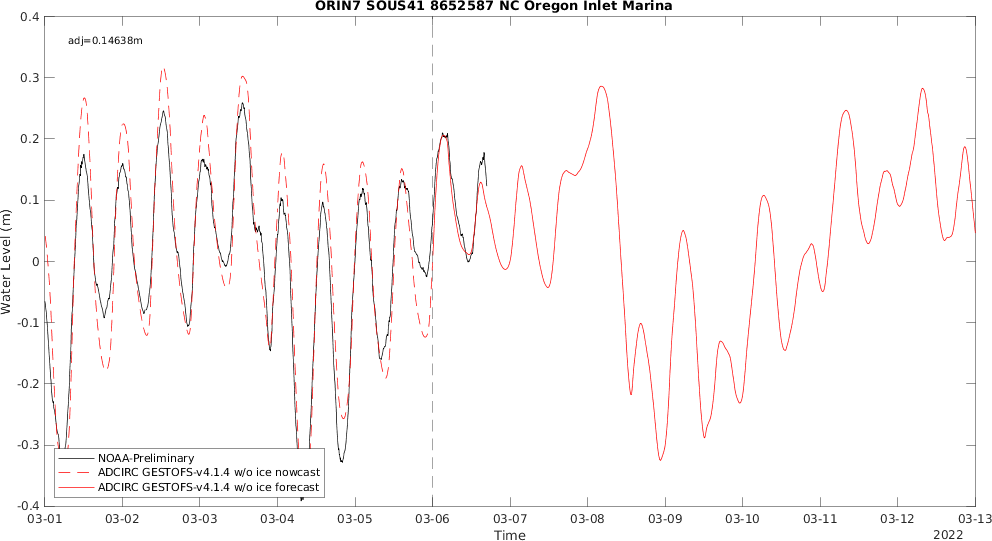 ORIN7 SOUS41 8652587 NC Oregon Inlet Marina
adj=0.14638m
Water Level (m)
0.4
0.3
0.2
0.1
0
-0.1
-0.2
-0.3
-0.4
NOAA-Preliminary
ADCIRC GESTOFS-v4.1.4 w/o ice nowcast
ADCIRC GESTOFS-v4.1.4 w/o ice forecast
03-01 03-02 03-03 03-04 03-05 03-06 03-07 03-08 03-09 03-10 03-11 03-12 03-13
Time
2022